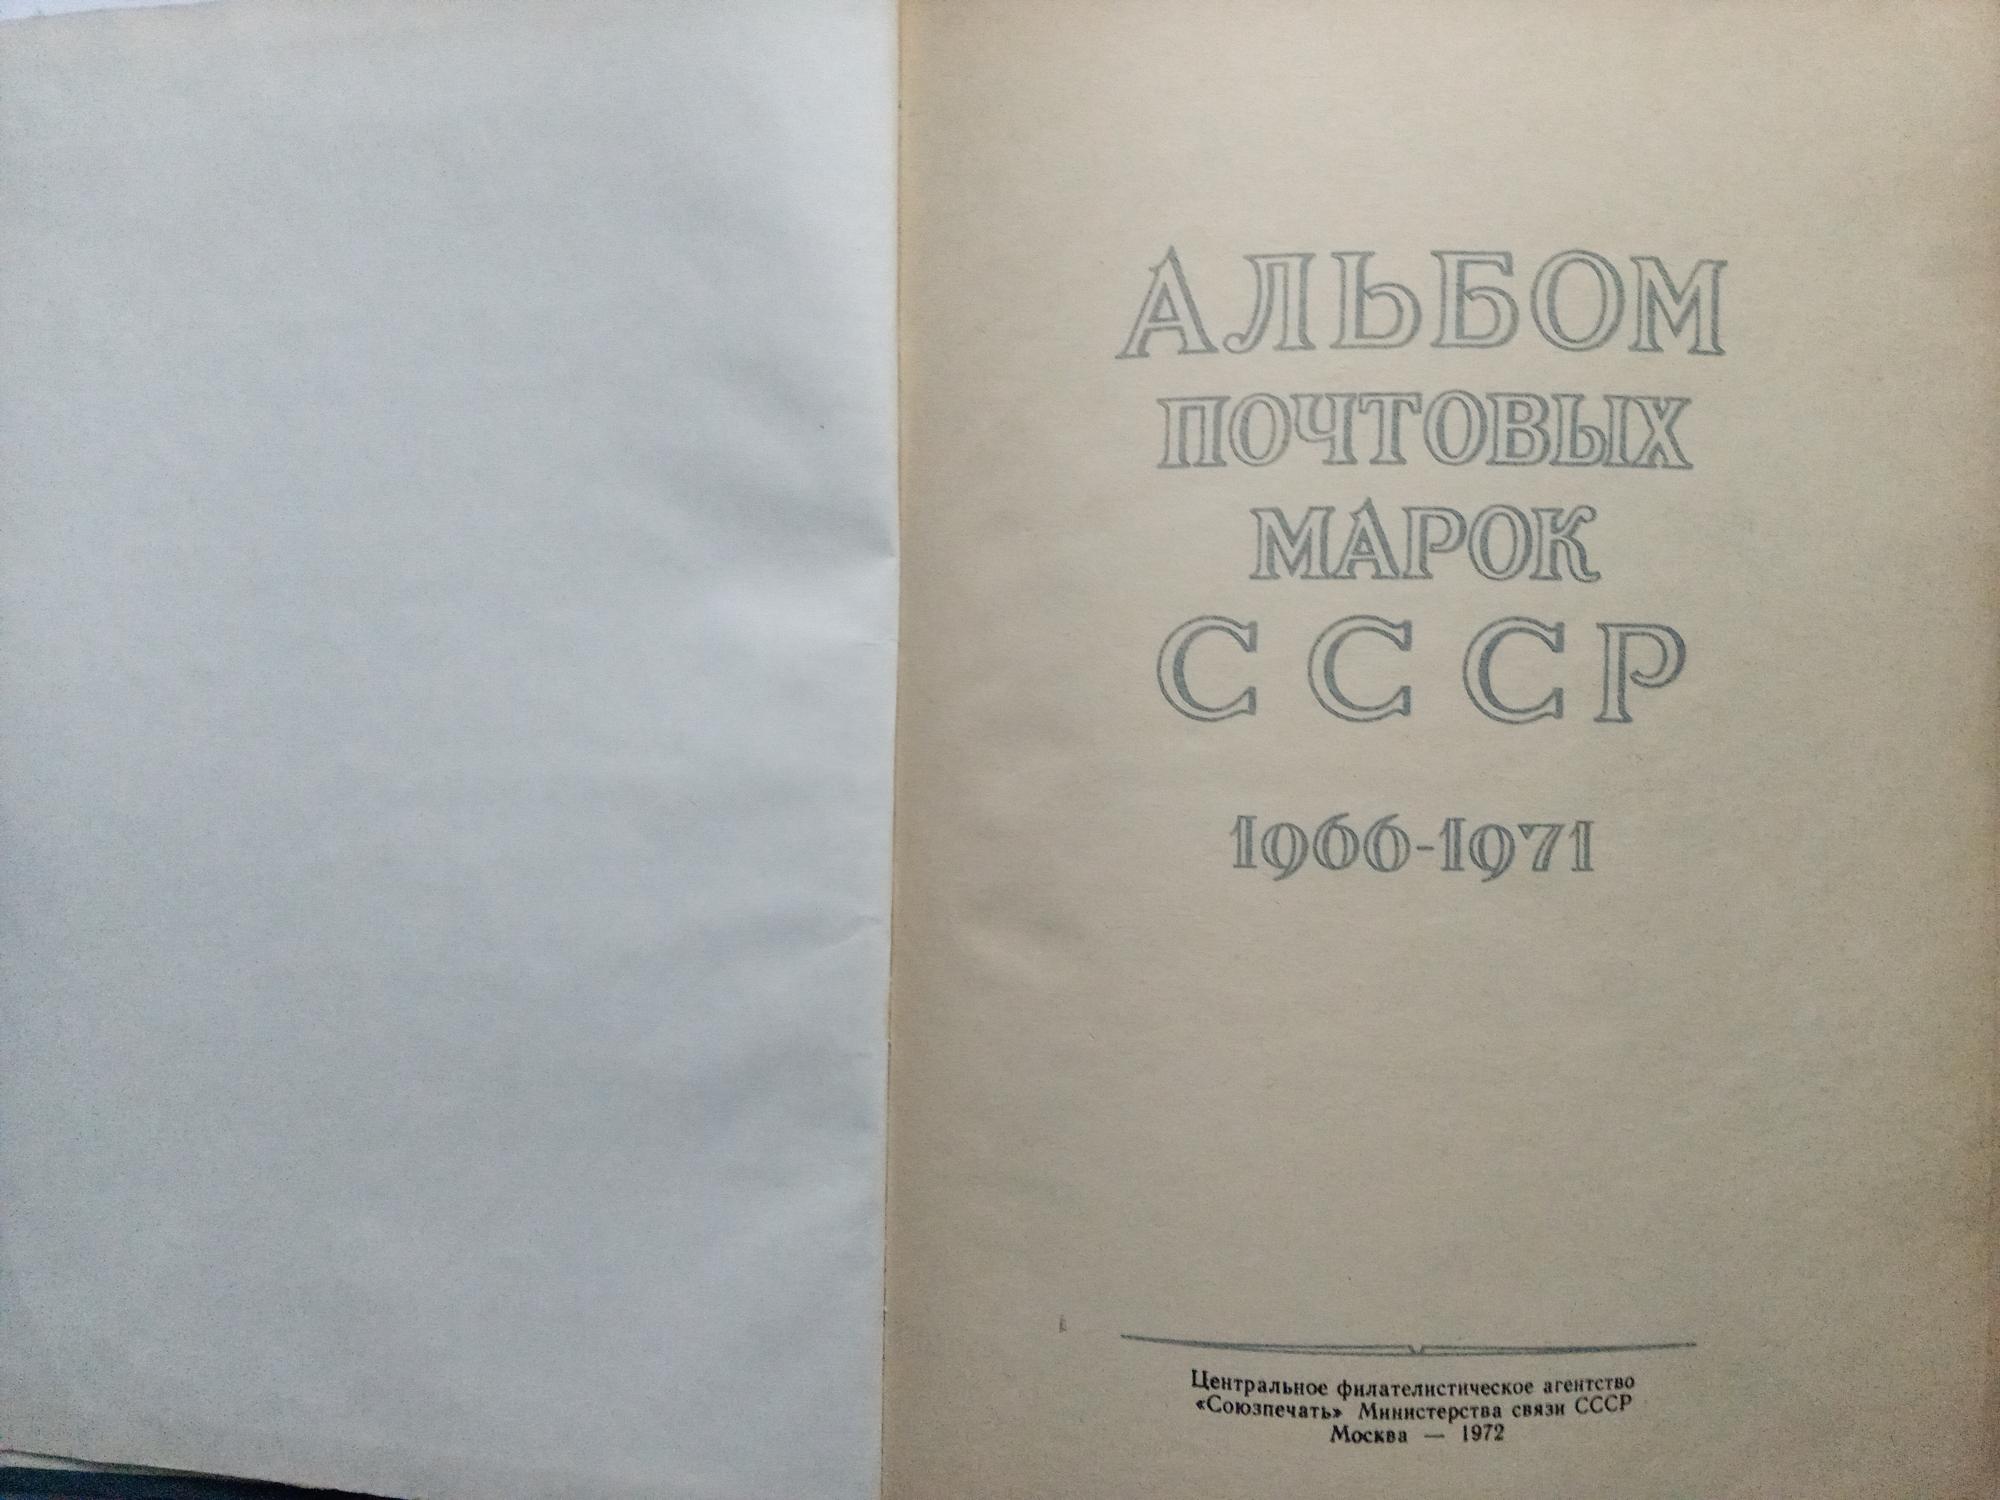 АЛЬБОМ
ПОЧТОВЫХ
МАРОК
СССР
1966-1971
Центральное филателистическое агентство
«Союзпечать» Министерства связи СССР
Москва — 1972